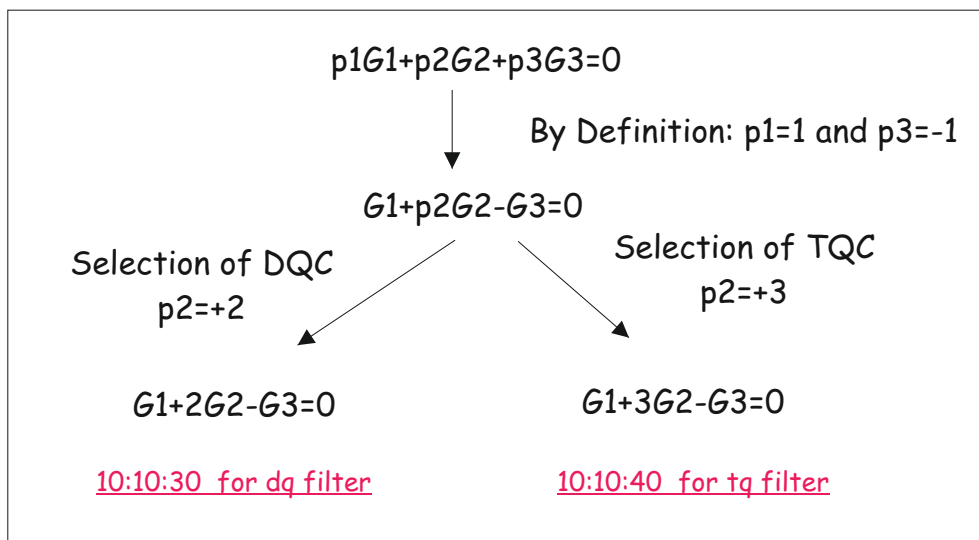 p1G1+p2G2+p3G3=0
By Definition: p1=1 and p3=-1
G1+p2G2-G3=0
Selection of DQC
p2=+2
Selection of TQC
p2=+3
G1+2G2-G3=0
G1+3G2-G3=0
10:10:30 for dq filter
10:10:40 for tq filter